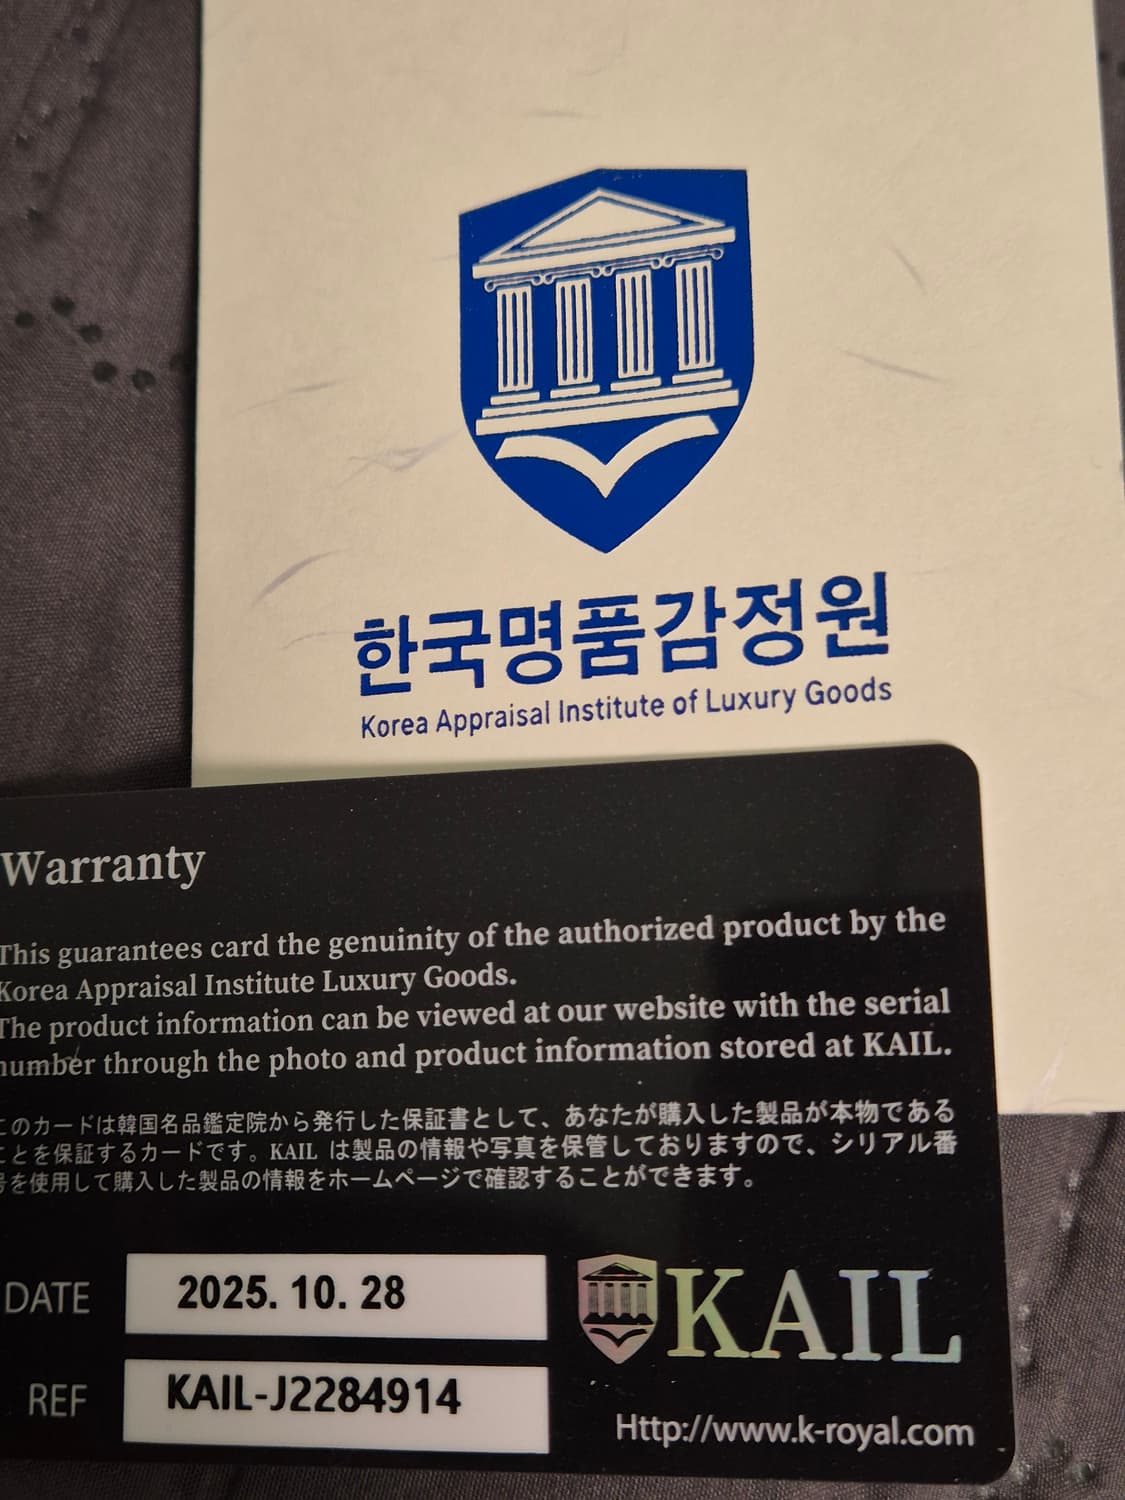 한국명품감정원
Korea Appraisal Institute of Luxury Goods
Warranty
This guarantees card the genuinity of the authorized product by the
Korea Appraisal Institute Luxury Goods.
The product information can be viewed at our website with the serial
number through the photo and product information stored at KAIL.
このカードは韓国名品鑑定院から発行した保証書として、あなたが購入した製品が本物である
ことを保証するカードです。KAIL は製品の情報や写真を保管しておりますので、シリアル番
号を使用して購入した製品の情報をホームページで確認することができます。
DATE 2025. 10. 28
KAIL
REF KAIL-J2284914
Http://www.k-royal.com